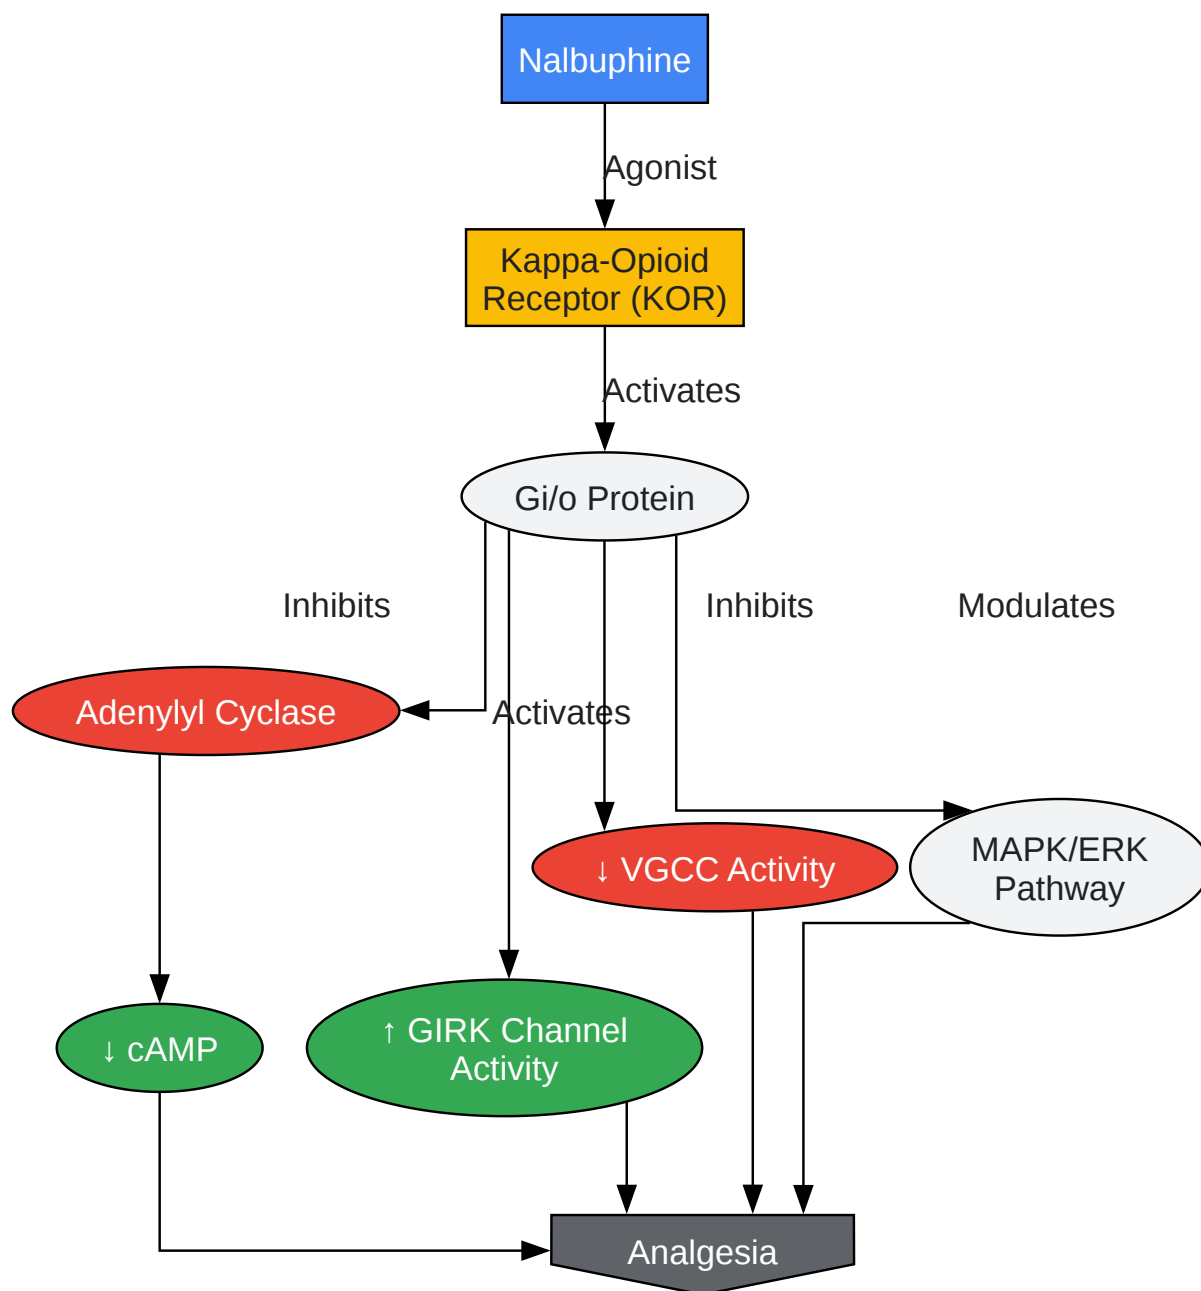 Nalbuphine
Agonist
Kappa-Opioid
Receptor (KOR)
Activates
Gi/o Protein
Inhibits
Inhibits
Modulates
Adenylyl Cyclase
Activates
↓ VGCC Activity
MAPK/ERK
Pathway
↓ cAMP
↑ GIRK Channel
Activity
Analgesia